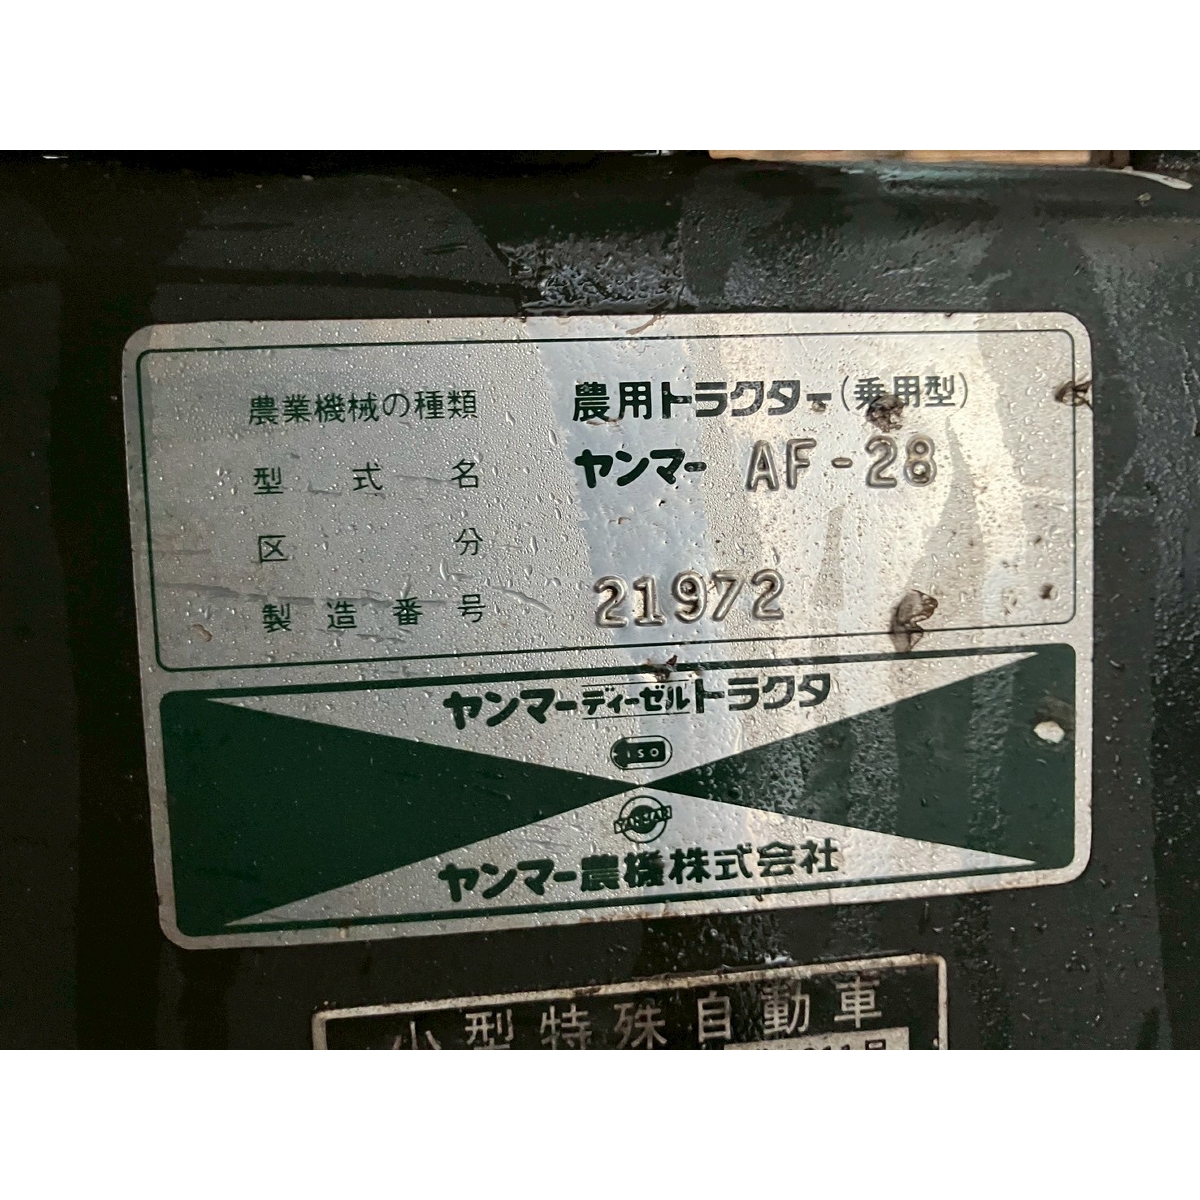 農業機械の種類 農用トラクター(乗用型)
型式名 ヤンマー AF-28
区分
製造番号 21972
ヤンマーディーゼルトラクタ
ISO
YANMAR
ヤンマー農機株式会社
小型特殊自動車